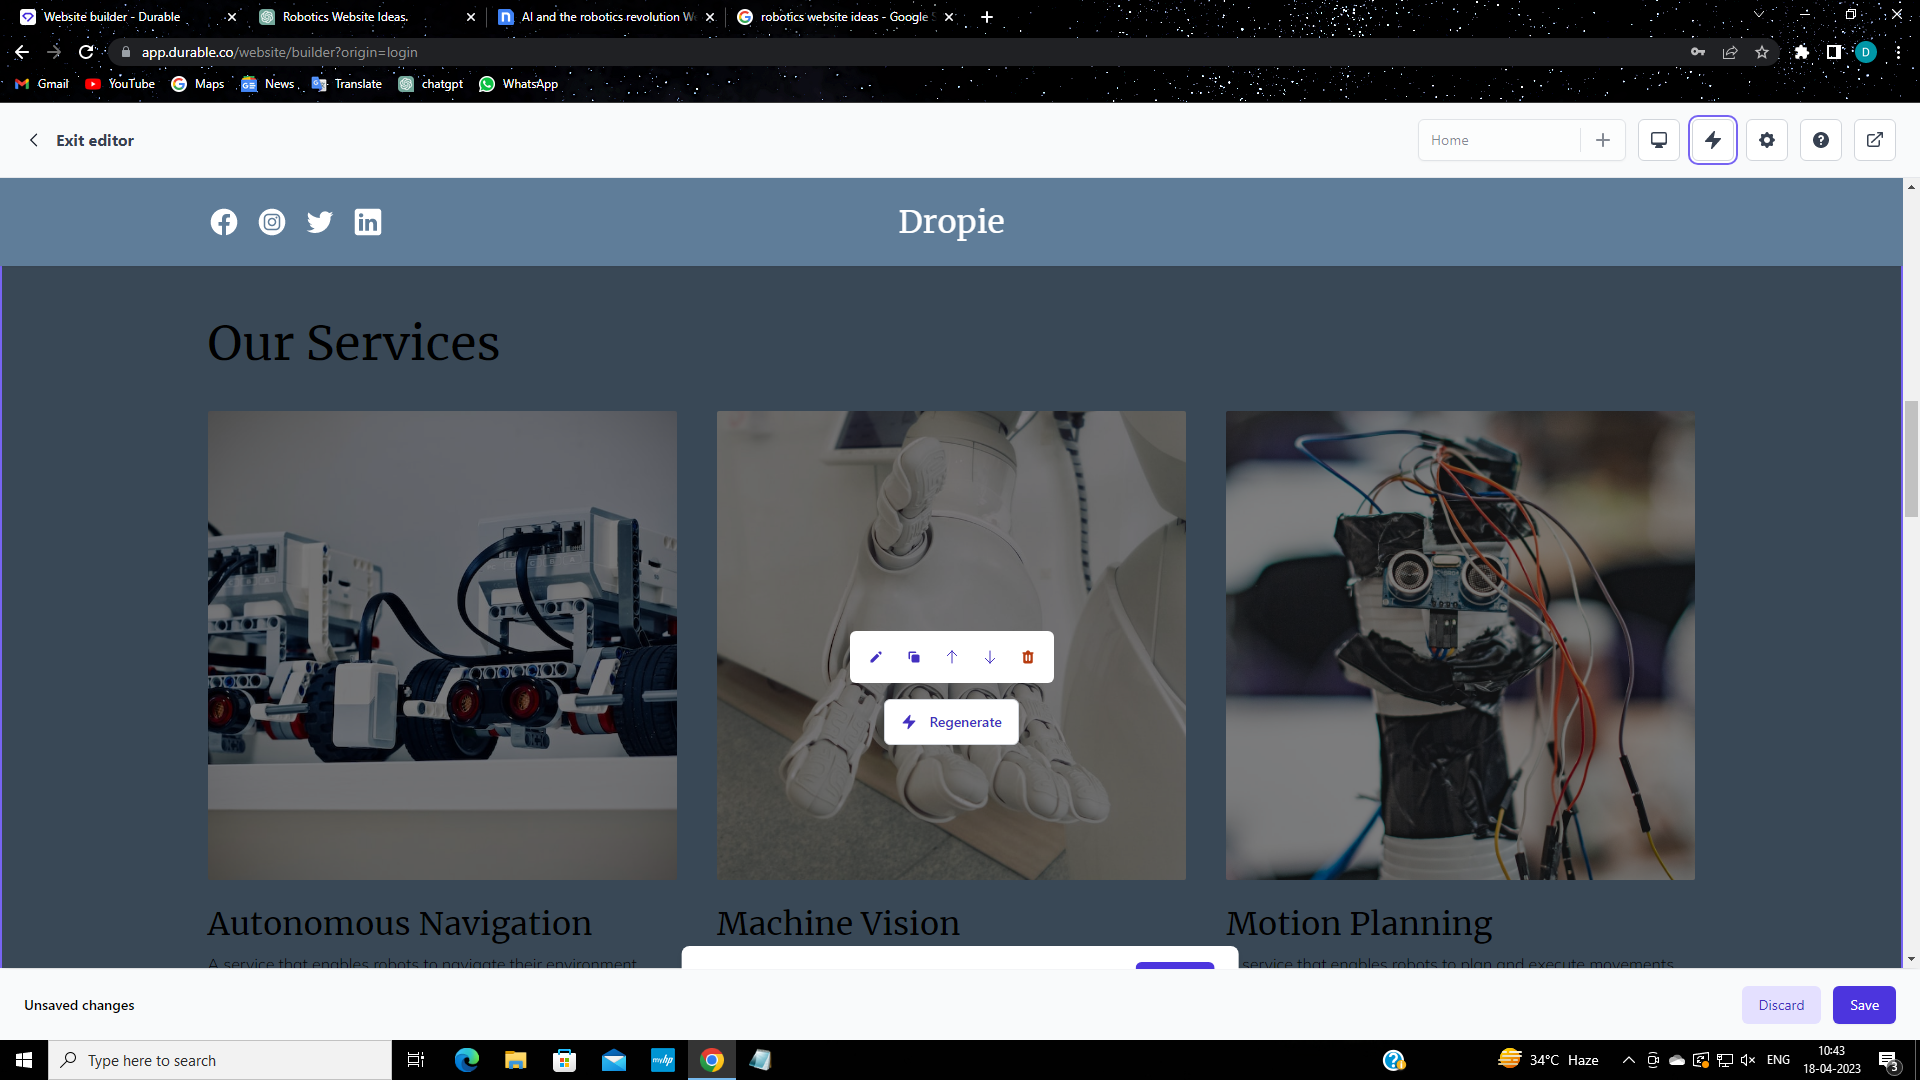 Website builder - Durable
Robotics Website Ideas.
AI and the robotics revolution W
robotics website ideas - Google S
app.durable.co/website/builder?origin=login
D
Gmail
YouTube
Maps
News
Translate
chatgpt
WhatsApp
Exit editor
Home
Dropie
Our Services
Regenerate
Autonomous Navigation
Machine Vision
Motion Planning
A service that enables robots to navigate their environment
service that enables robots to plan and execute movements
Unsaved changes
Discard
Save
Type here to search
myhp
34°C Haze
ENG
10:43
18-04-2023
3